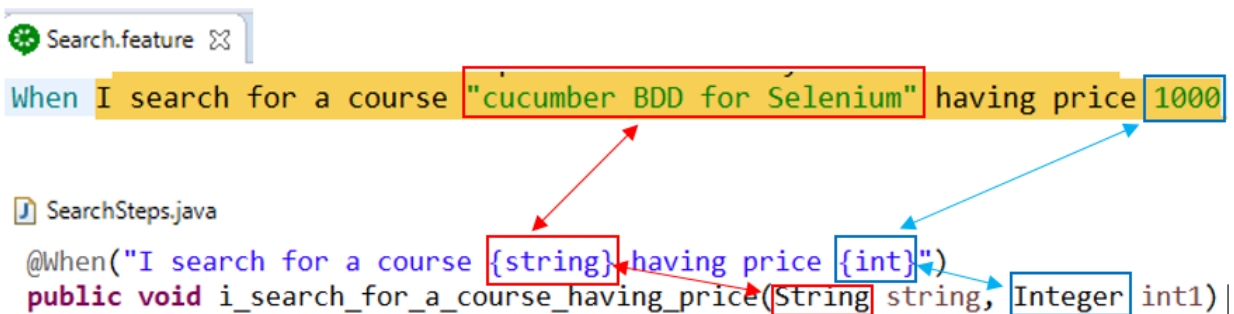 Search.feature
When I search for a course "cucumber BDD for Selenium" having price 1000
SearchSteps.java
@When("I search for a course {string} having price {int}")
public void i_search_for_a_course_having_price(String string, Integer int1)